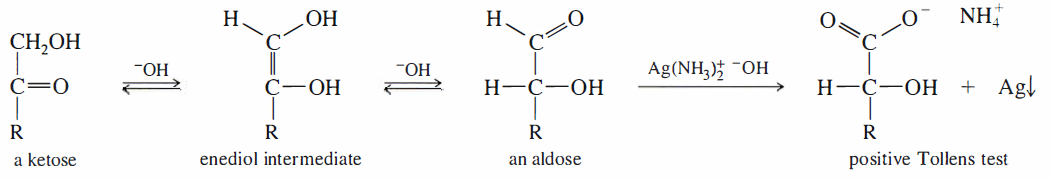 CH₂OH
C=O
R
a ketose
⁻OH
H OH
C
C—OH
R
enediol intermediate
⁻OH
H O
C
H—C—OH
R
an aldose
Ag(NH₃)₂⁺ ⁻OH
O O⁻ NH₄⁺
C
H—C—OH + Ag↓
R
positive Tollens test